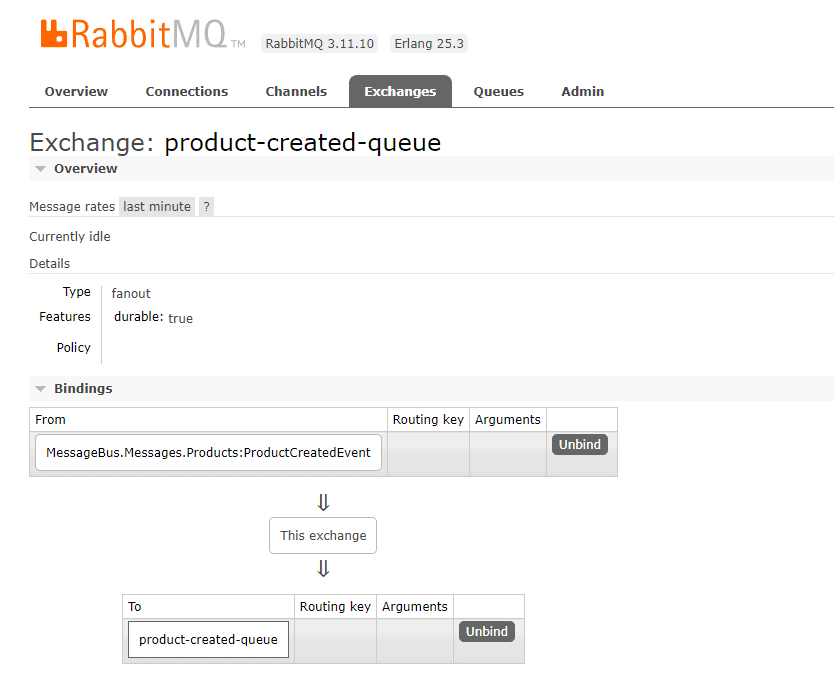 RabbitMQ TM RabbitMQ 3.11.10 Erlang 25.3
Overview Connections Channels Exchanges Queues Admin
Exchange: product-created-queue
Overview
Message rates last minute ?
Currently idle
Details
Type fanout
Features durable: true
Policy
Bindings
From Routing key Arguments
MessageBus.Messages.Products:ProductCreatedEvent Unbind
⇓
This exchange
⇓
To Routing key Arguments
product-created-queue Unbind